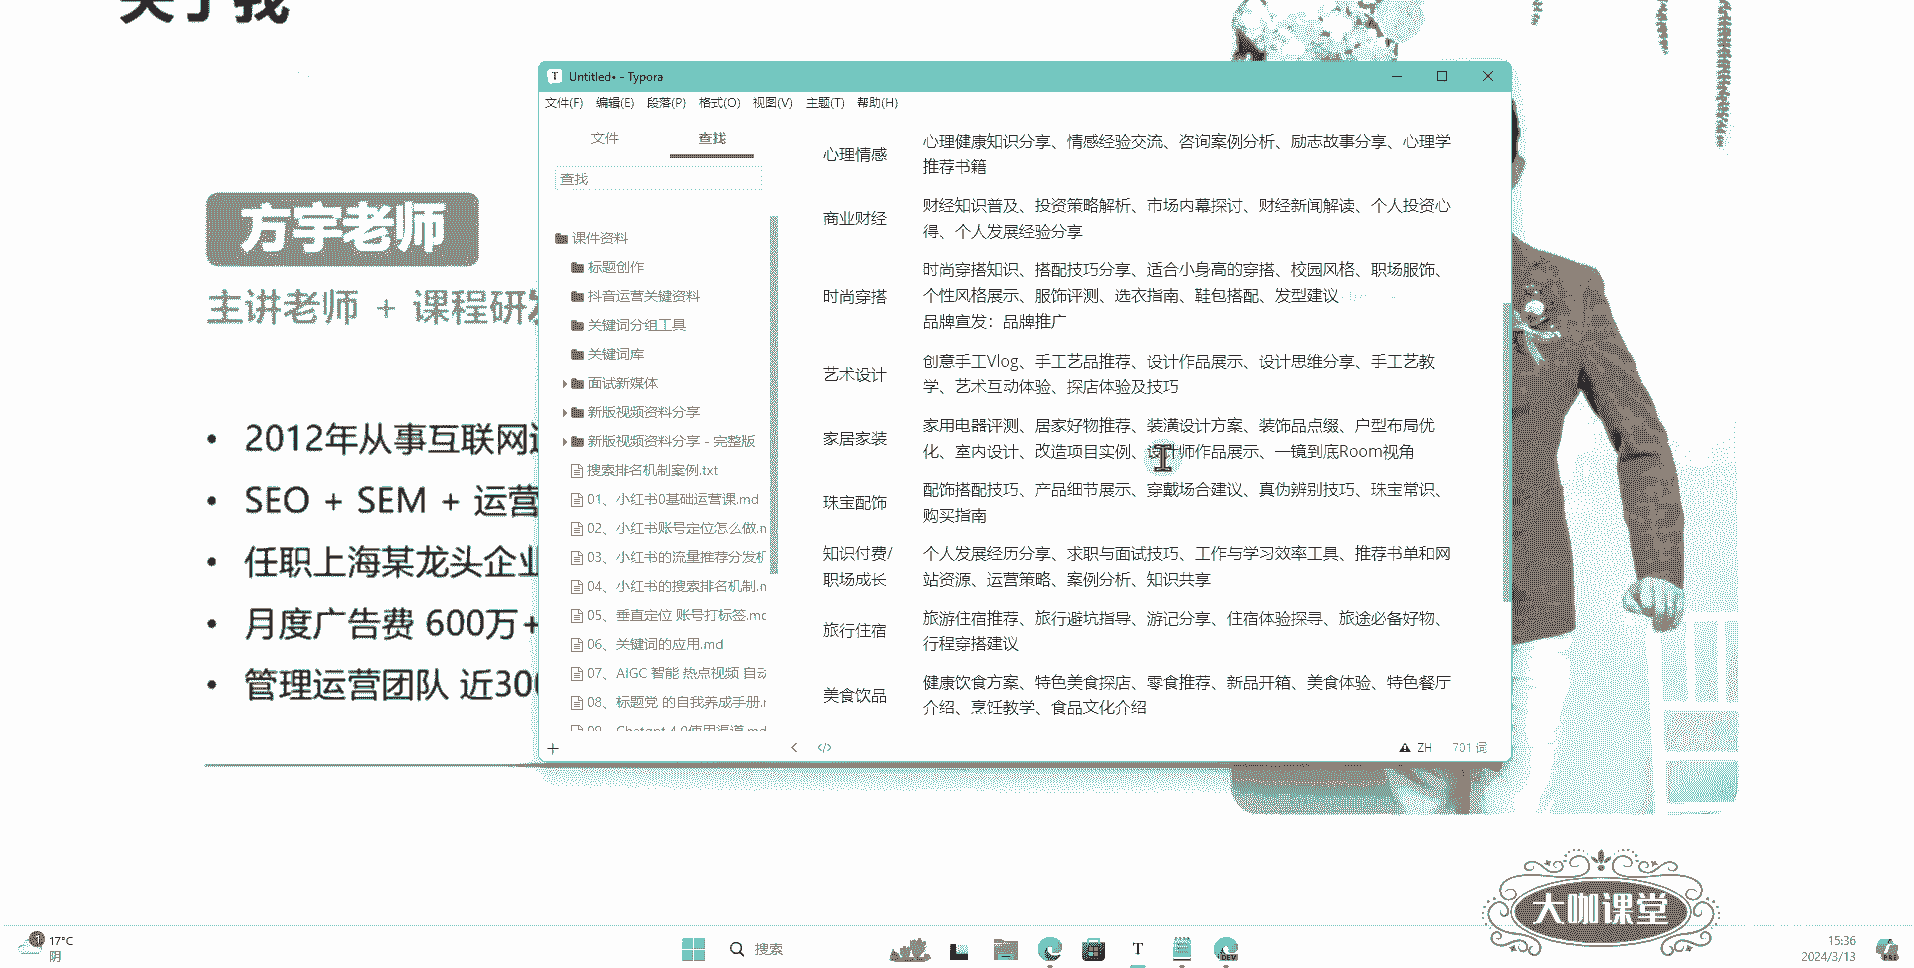 关于我
方宇老师
主讲老师 + 课程研发
2012年从事互联网
SEO + SEM + 运营
任职上海某龙头企业
月度广告费 600万+
管理运营团队 近300
Untitled• - Typora
文件(F) 编辑(E) 段落(P) 格式(O) 视图(V) 主题(T) 帮助(H)
文件 查找
查找
课件资料
标题创作
抖音运营关键资料
关键词分组工具
关键词库
面试新媒体
新版视频资料分享
新版视频资料分享 - 完整版
搜索排名机制案例.txt
01、小红书0基础运营课.md
02、小红书账号定位怎么做.m
03、小红书的流量推荐分发机
04、小红书的搜索排名机制.m
05、垂直定位 账号打标签.mc
06、关键词的应用.md
07、AIGC 智能 热点视频 自动
08、标题党 的自我养成手册.r
09、Chatgpt 4.0使用渠道.md
心理情感
心理健康知识分享、情感经验交流、咨询案例分析、励志故事分享、心理学
推荐书籍
商业财经
财经知识普及、投资策略解析、市场内幕探讨、财经新闻解读、个人投资心
得、个人发展经验分享
时尚穿搭
时尚穿搭知识、搭配技巧分享、适合小身高的穿搭、校园风格、职场服饰、
个性风格展示、服饰评测、选衣指南、鞋包搭配、发型建议
品牌宣发：品牌推广
艺术设计
创意手工Vlog、手工艺品推荐、设计作品展示、设计思维分享、手工艺教
学、艺术互动体验、探店体验及技巧
家居家装
家用电器评测、居家好物推荐、装潢设计方案、装饰品点缀、户型布局优
化、室内设计、改造项目实例、设计师作品展示、一镜到底Room视角
珠宝配饰
配饰搭配技巧、产品细节展示、穿戴场合建议、真伪辨别技巧、珠宝常识、
购买指南
知识付费/
职场成长
个人发展经历分享、求职与面试技巧、工作与学习效率工具、推荐书单和网
站资源、运营策略、案例分析、知识共享
旅行住宿
旅游住宿推荐、旅行避坑指导、游记分享、住宿体验探寻、旅途必备好物、
行程穿搭建议
美食饮品
健康饮食方案、特色美食探店、零食推荐、新品开箱、美食体验、特色餐厅
介绍、烹饪教学、食品文化介绍
ZH 701 词
大咖课堂
1
17°C
阴
搜索
T
DEV
15:36
2024/3/13
PRE